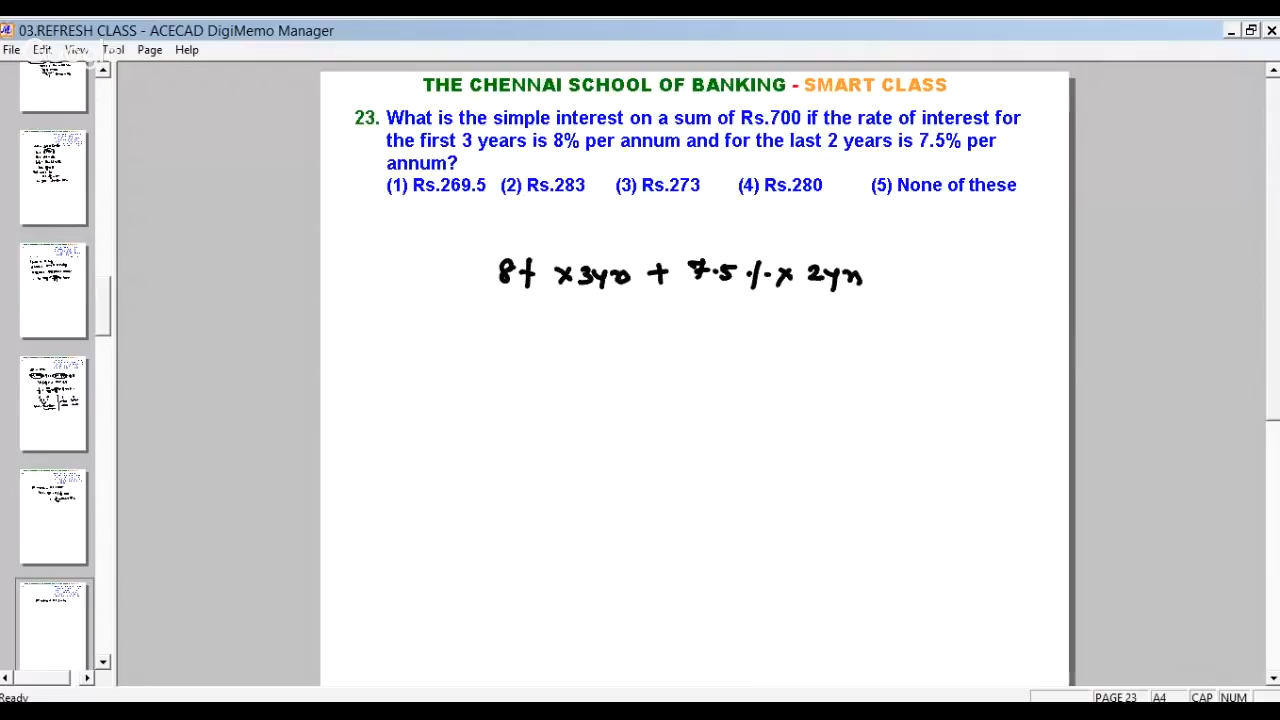 03.REFRESH CLASS - ACECAD DigiMemo Manager
File Edit View Tool Page Help
THE CHENNAI SCHOOL OF BANKING - SMART CLASS
23. What is the simple interest on a sum of Rs.700 if the rate of interest for
the first 3 years is 8% per annum and for the last 2 years is 7.5% per
annum?
(1) Rs.269.5 (2) Rs.283 (3) Rs.273 (4) Rs.280 (5) None of these
8% x 3yrs + 7.5% x 2yrs
Ready
PAGE 23 A4 CAP NUM